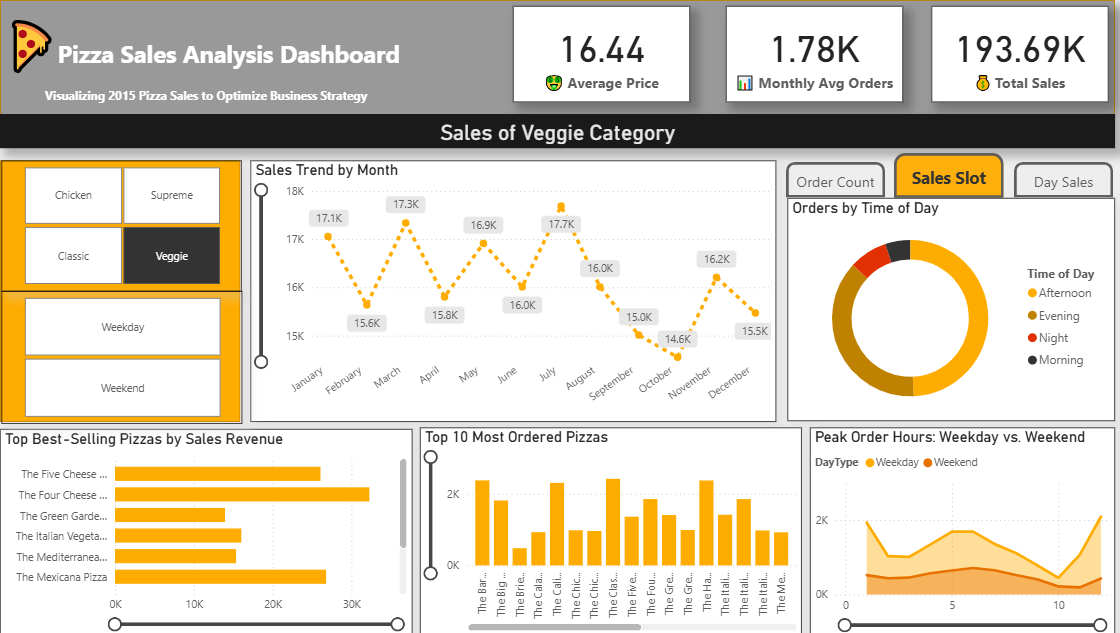 Pizza Sales Analysis Dashboard
Visualizing 2015 Pizza Sales to Optimize Business Strategy
16.44
Average Price
1.78K
Monthly Avg Orders
193.69K
Total Sales
Sales of Veggie Category
Chicken
Supreme
Classic
Veggie
Weekday
Weekend
Sales Trend by Month
18K
17K
16K
15K
17.1K
15.6K
17.3K
15.8K
16.9K
16.0K
17.7K
16.0K
15.0K
14.6K
16.2K
15.5K
January
February
March
April
May
June
July
August
September
October
November
December
Order Count
Sales Slot
Day Sales
Orders by Time of Day
Time of Day
Afternoon
Evening
Night
Morning
Top Best-Selling Pizzas by Sales Revenue
The Five Cheese ...
The Four Cheese ...
The Green Garde...
The Italian Vegeta...
The Mediterranea...
The Mexicana Pizza
0K
10K
20K
30K
Top 10 Most Ordered Pizzas
2K
0K
The Bar...
The Big ...
The Brie...
The Cala...
The Cali...
The Chic...
The Chic...
The Clas...
The Five...
The Fou...
The Gre...
The Gre...
The Ha...
The Itali...
The Itali...
The Itali...
The Me...
Peak Order Hours: Weekday vs. Weekend
DayType
Weekday
Weekend
2K
0K
0
5
10